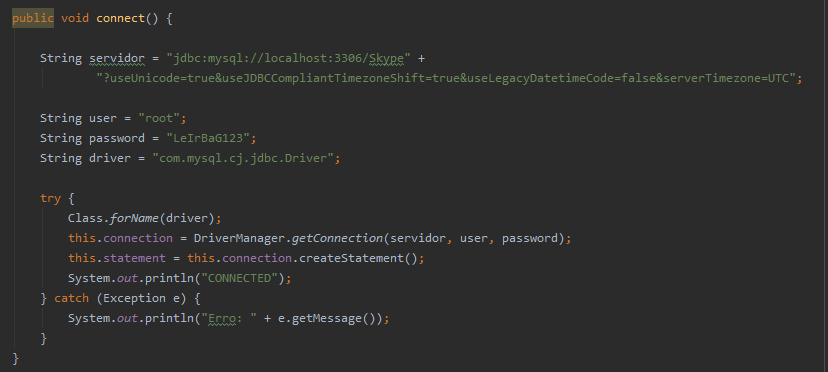 public void connect() {
String servidor = "jdbc:mysql://localhost:3306/Skype" +
"?useUnicode=true&useJDBCCompliantTimezoneShift=true&useLegacyDatetimeCode=false&serverTimezone=UTC";
String user = "root";
String password = "LeIrBaG123";
String driver = "com.mysql.cj.jdbc.Driver";
try {
Class.forName(driver);
this.connection = DriverManager.getConnection(servidor, user, password);
this.statement = this.connection.createStatement();
System.out.println("CONNECTED");
} catch (Exception e) {
System.out.println("Erro: " + e.getMessage());
}
}